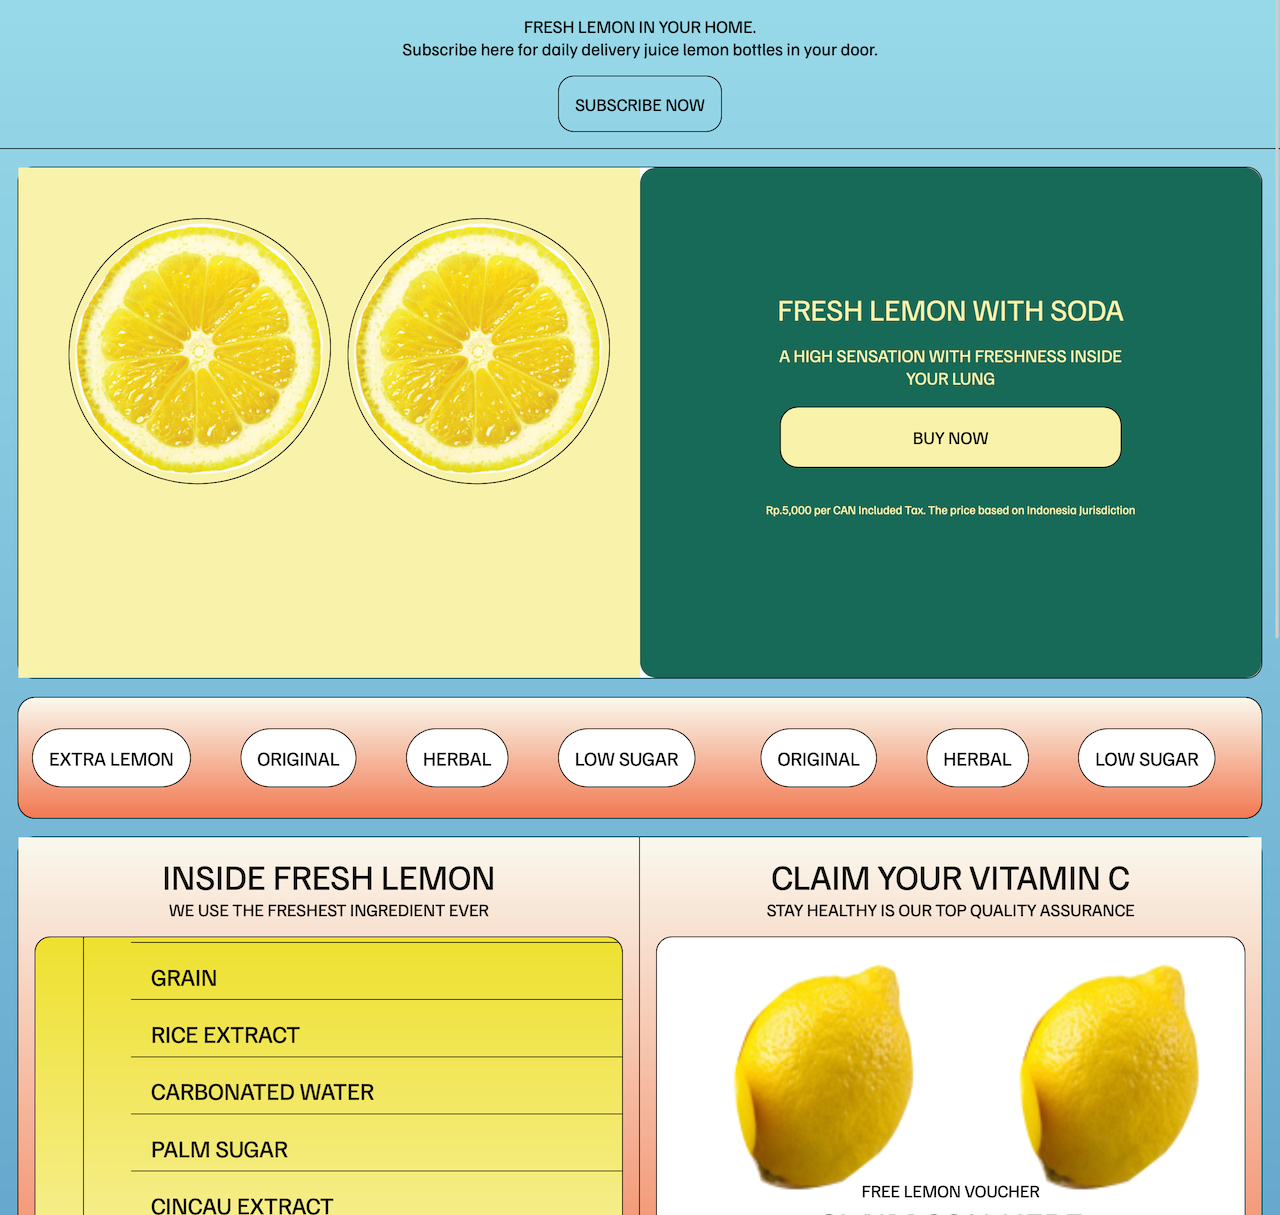 FRESH LEMON IN YOUR HOME.
Subscribe here for daily delivery juice lemon bottles in your door.
SUBSCRIBE NOW
FRESH LEMON WITH SODA
A HIGH SENSATION WITH FRESHNESS INSIDE
YOUR LUNG
BUY NOW
Rp.5,000 per CAN Included Tax. The price based on Indonesia Jurisdiction
EXTRA LEMON
ORIGINAL
HERBAL
LOW SUGAR
ORIGINAL
HERBAL
LOW SUGAR
INSIDE FRESH LEMON
WE USE THE FRESHEST INGREDIENT EVER
GRAIN
RICE EXTRACT
CARBONATED WATER
PALM SUGAR
CINCAU EXTRACT
CLAIM YOUR VITAMIN C
STAY HEALTHY IS OUR TOP QUALITY ASSURANCE
FREE LEMON VOUCHER